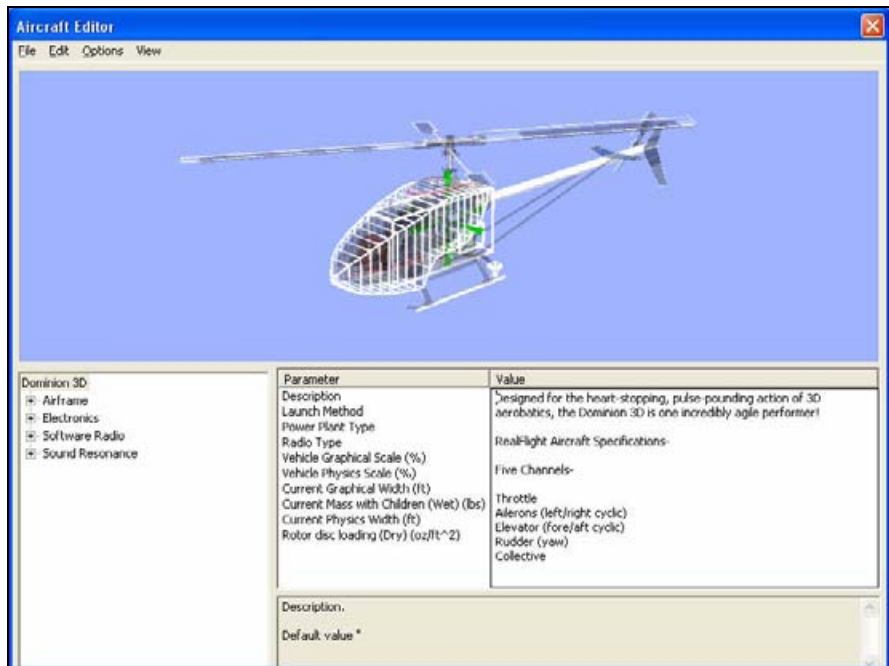 Aircraft Editor
File Edit Options View
Dominion 3D
Airframe
Electronics
Software Radio
Sound Resonance
Parameter
Description
Launch Method
Power Plant Type
Radio Type
Vehicle Graphical Scale (%)
Vehicle Physics Scale (%)
Current Graphical Width (ft)
Current Mass with Children (Wet) (lbs)
Current Physics Width (ft)
Rotor disc loading (Dry) (oz/ft^2)
Value
Designed for the heart-stopping, pulse-pounding action of 3D
aerobatics, the Dominion 3D is one incredibly agile performer!
RealFlight Aircraft Specifications-
Five Channels-
Throttle
Ailerons (left/right cyclic)
Elevator (fore/aft cyclic)
Rudder (yaw)
Collective
Description.
Default value "